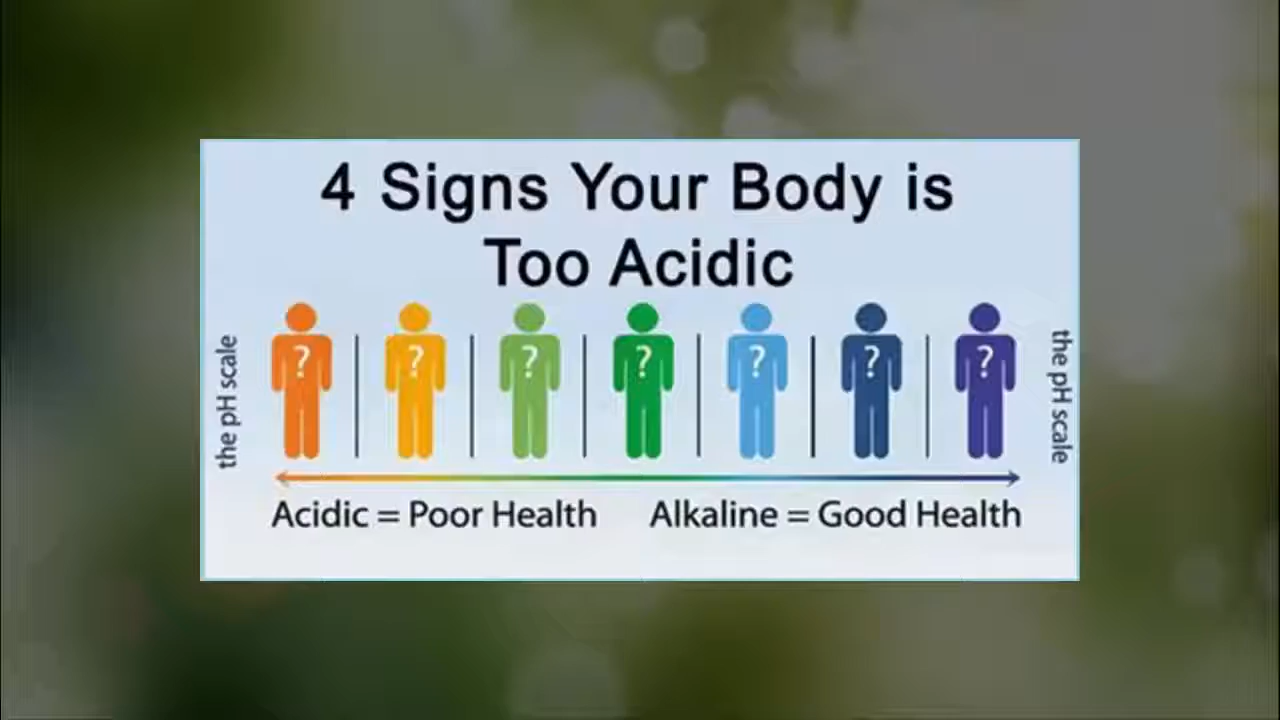 4 Signs Your Body is
Too Acidic
the pH scale
? ? ? ? ? ? ?
the pH scale
Acidic = Poor Health
Alkaline = Good Health